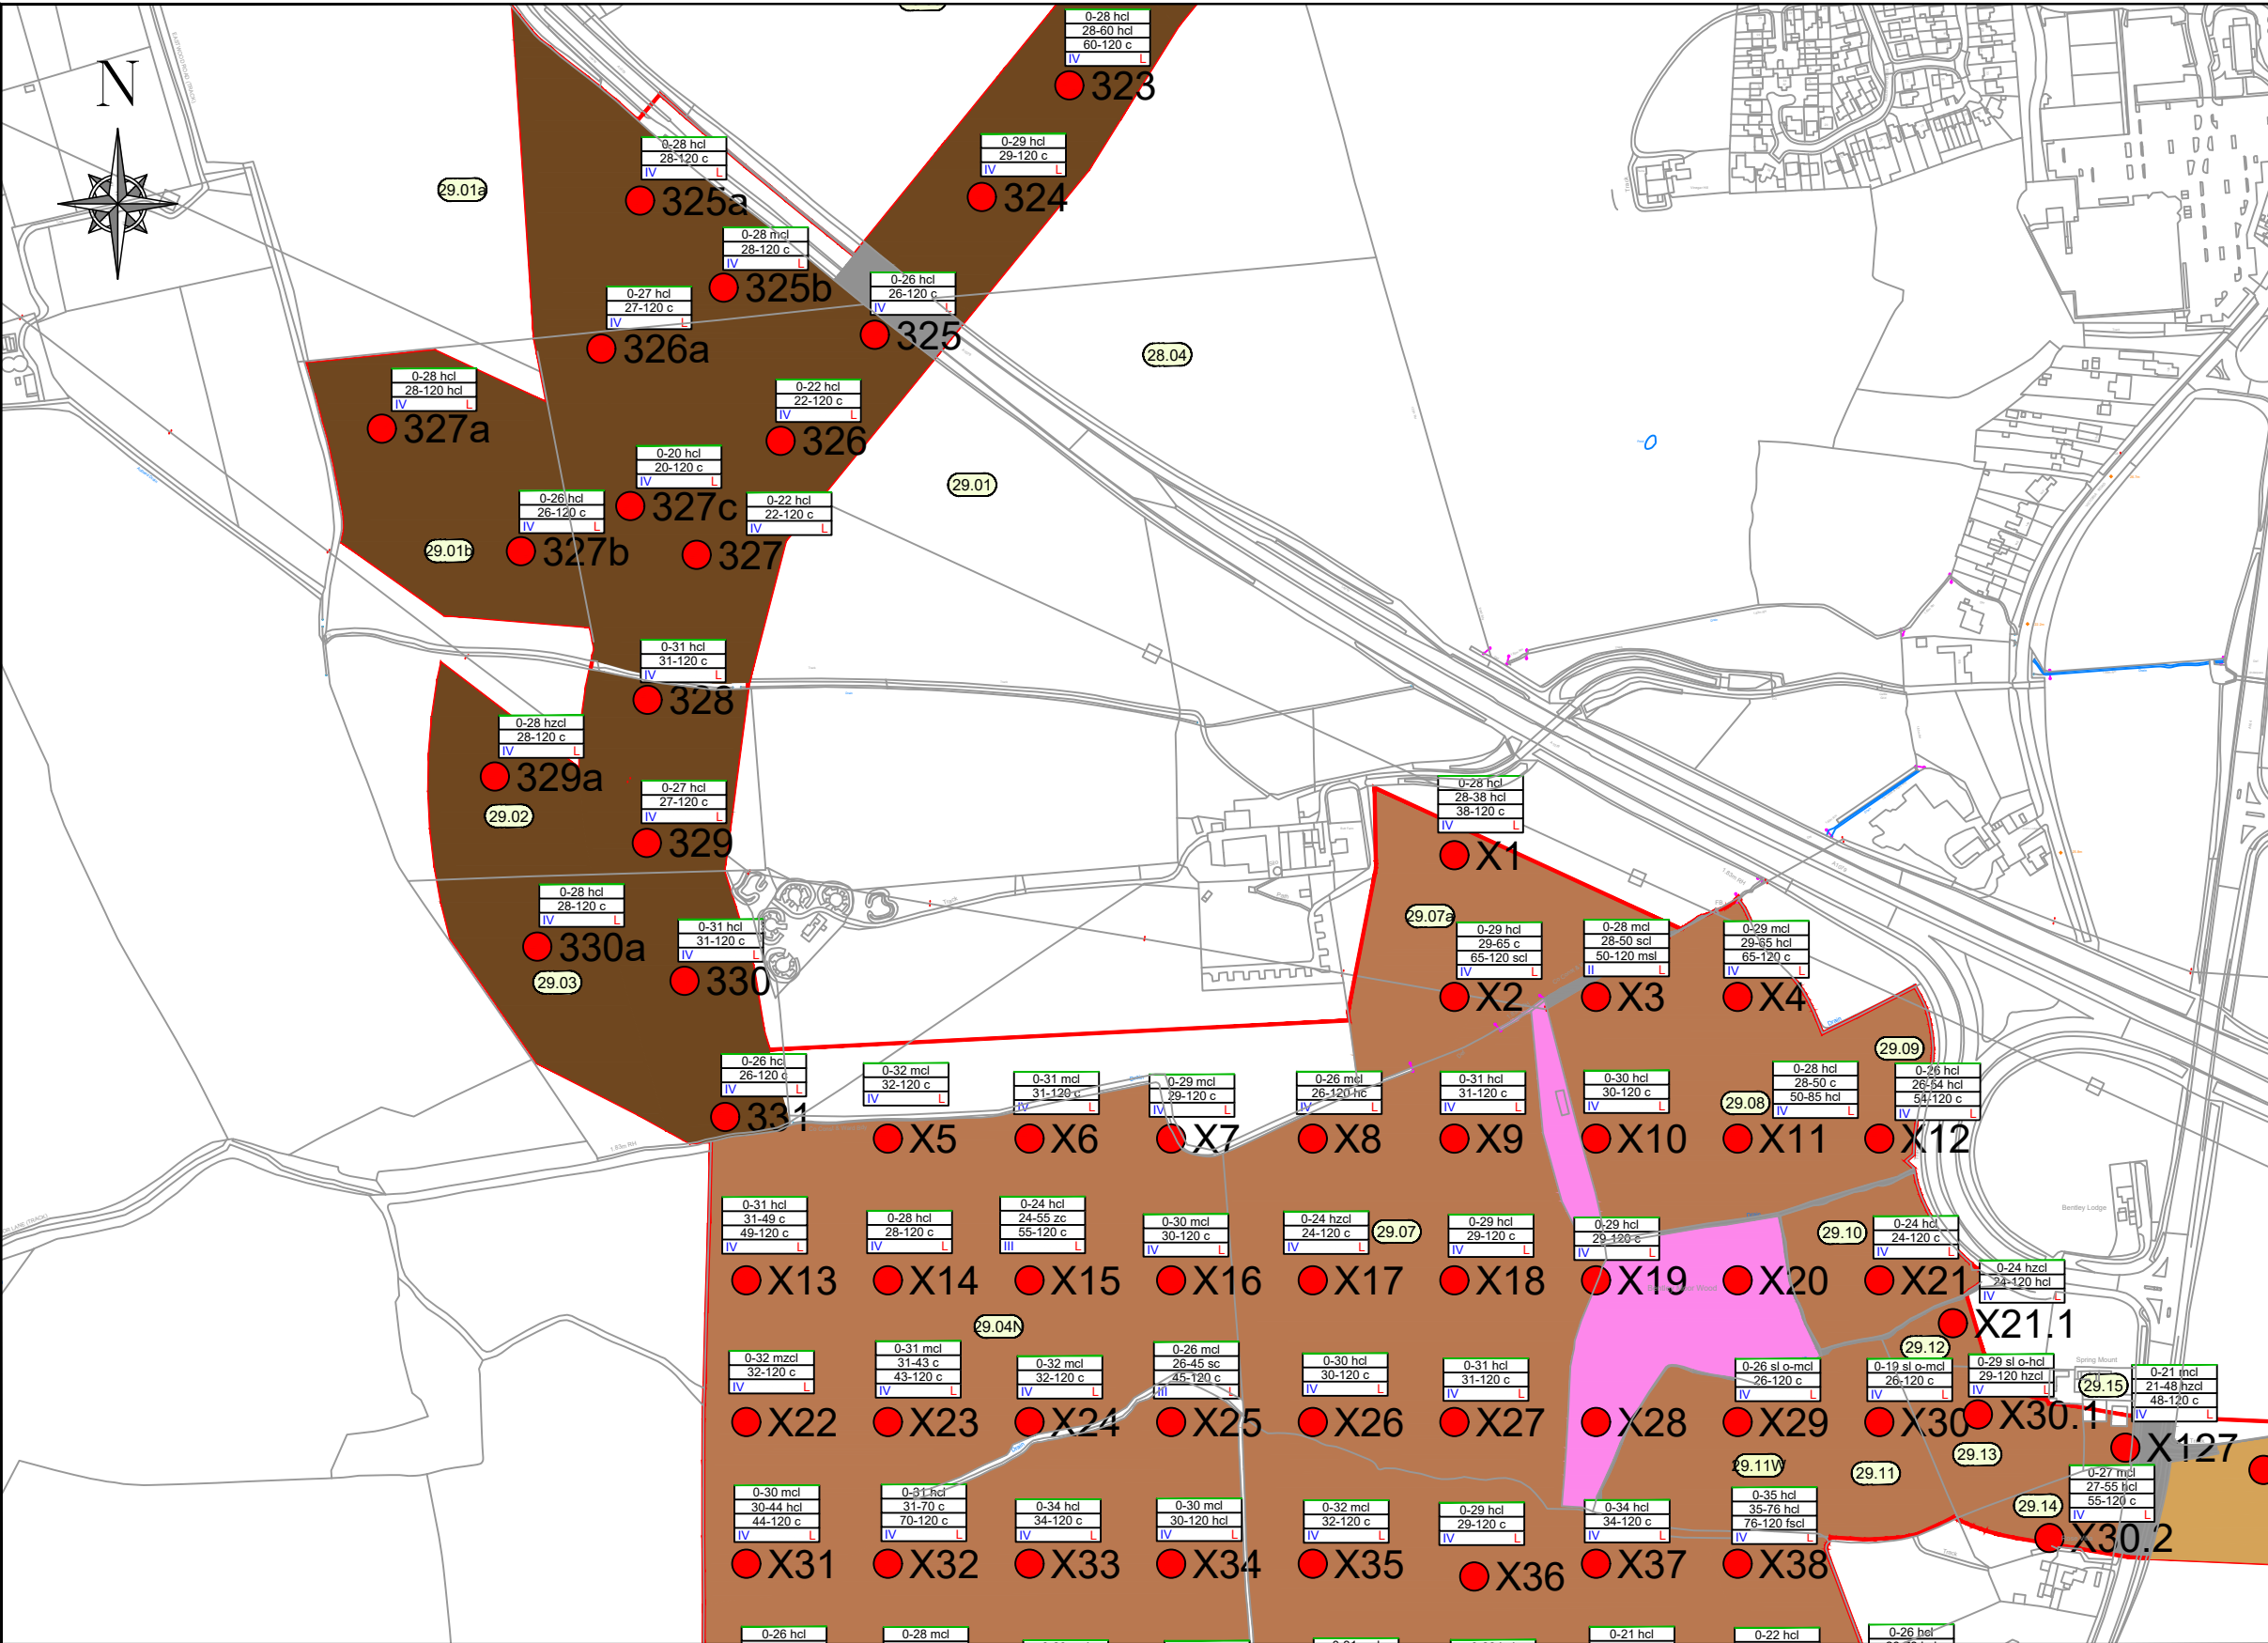 N
0-28 hcl
28-60 hcl
60-120 c
IV L
323
0-29 hcl
29-120 c
IV L
324
0-28 hcl
28-120 c
IV L
325a
29.01a
0-28 mcl
28-120 c
IV L
325b
0-26 hcl
26-120 c
IV L
325
0-27 hcl
27-120 c
IV L
326a
28.04
0-28 hcl
28-120 hcl
IV L
327a
0-22 hcl
22-120 c
IV L
326
0-20 hcl
20-120 c
IV L
327c
29.01
0-26 hcl
26-120 c
IV L
327b
29.01b
0-22 hcl
22-120 c
IV L
327
0-31 hcl
31-120 c
IV L
328
0-28 hzcl
28-120 c
IV L
329a
29.02
0-27 hcl
27-120 c
IV L
329
0-28 hcl
28-38 hcl
38-120 c
IV L
X1
0-28 hcl
28-120 c
IV L
330a
29.03
0-31 hcl
31-120 c
IV L
330
29.07a
0-29 hcl
29-65 c
65-120 scl
IV L
X2
0-28 mcl
28-50 scl
50-120 msl
II L
X3
0-29 mcl
29-65 hcl
65-120 c
IV L
X4
Drain
29.09
0-26 hcl
26-120 c
IV L
331
0-32 mcl
32-120 c
IV L
X5
0-31 mcl
31-120 c
IV L
X6
0-29 mcl
29-120 c
IV L
X7
0-26 mcl
26-120 hc
IV L
X8
0-31 hcl
31-120 c
IV L
X9
0-30 hcl
30-120 c
IV L
X10
29.08
0-28 hcl
28-50 c
50-85 hcl
IV L
X11
0-26 hcl
26-54 hcl
54-120 c
IV L
X12
1.83m RH
Bentley Lodge
0-31 hcl
31-49 c
49-120 c
IV L
X13
0-28 hcl
28-120 c
IV L
X14
0-24 hcl
24-55 zc
55-120 c
III L
X15
0-30 mcl
30-120 c
IV L
X16
0-24 hzcl
24-120 c
IV L
X17
29.07
0-29 hcl
29-120 c
IV L
X18
0-29 hcl
29-120 c
IV L
X19
X20
29.10
0-24 hcl
24-120 c
IV L
X21
0-24 hzcl
24-120 hcl
IV L
X21.1
29.04N
29.12
0-32 mzcl
32-120 c
IV L
X22
0-31 mcl
31-43 c
43-120 c
IV L
X23
0-32 mcl
32-120 c
IV L
X24
0-26 mcl
26-45 sc
45-120 c
III L
X25
0-30 hcl
30-120 c
IV L
X26
0-31 hcl
31-120 c
IV L
X27
X28
0-26 sl o-mcl
26-120 c
IV L
X29
0-19 sl o-mcl
26-120 c
IV L
X30
0-29 sl o-hcl
29-120 hzcl
IV L
X30.1
Spring Mount
29.15
0-21 mcl
21-48 hzcl
48-120 c
IV L
X127
29.11W
29.11
29.13
29.14
0-30 mcl
30-44 hcl
44-120 c
IV L
X31
0-31 hcl
31-70 c
70-120 c
IV L
X32
0-34 hcl
34-120 c
IV L
X33
0-30 mcl
30-120 hcl
IV L
X34
0-32 mcl
32-120 c
IV L
X35
0-29 hcl
29-120 c
IV L
X36
0-34 hcl
34-120 c
IV L
X37
0-35 hcl
35-76 hcl
76-120 fscl
IV L
X38
0-27 mcl
27-55 hcl
55-120 c
IV L
X30.2
Track
0-26 hcl
0-28 mcl
0-21 hcl
0-22 hcl
0-26 hcl